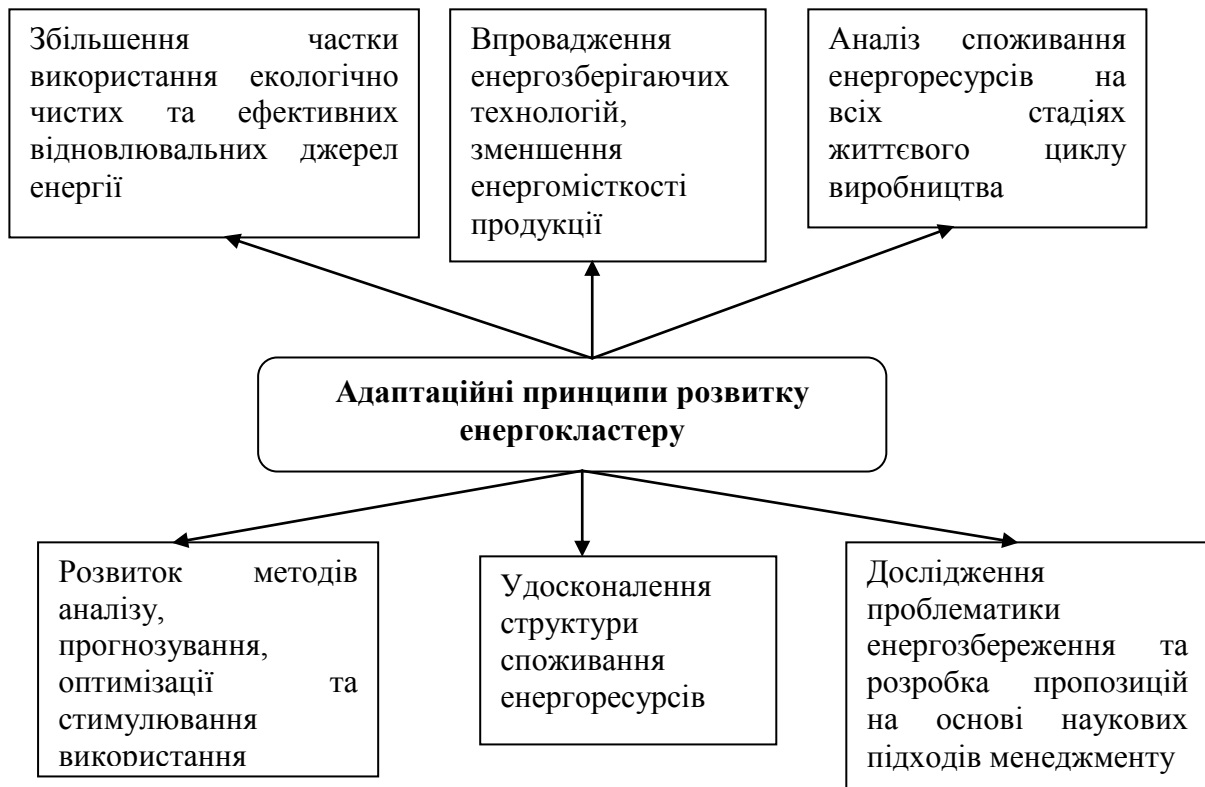 Збільшення частки
використання екологічно
чистих та ефективних
відновлювальних джерел
енергії
Впровадження
енергозберігаючих
технологій,
зменшення
енергомісткості
продукції
Аналіз споживання
енергоресурсів на
всіх стадіях
життєвого циклу
виробництва
Адаптаційні принципи розвитку
енергокластеру
Розвиток методів
аналізу,
прогнозування,
оптимізації та
стимулювання
використання
Удосконалення
структури
споживання
енергоресурсів
Дослідження
проблематики
енергозбереження та
розробка пропозицій
на основі наукових
підходів менеджменту